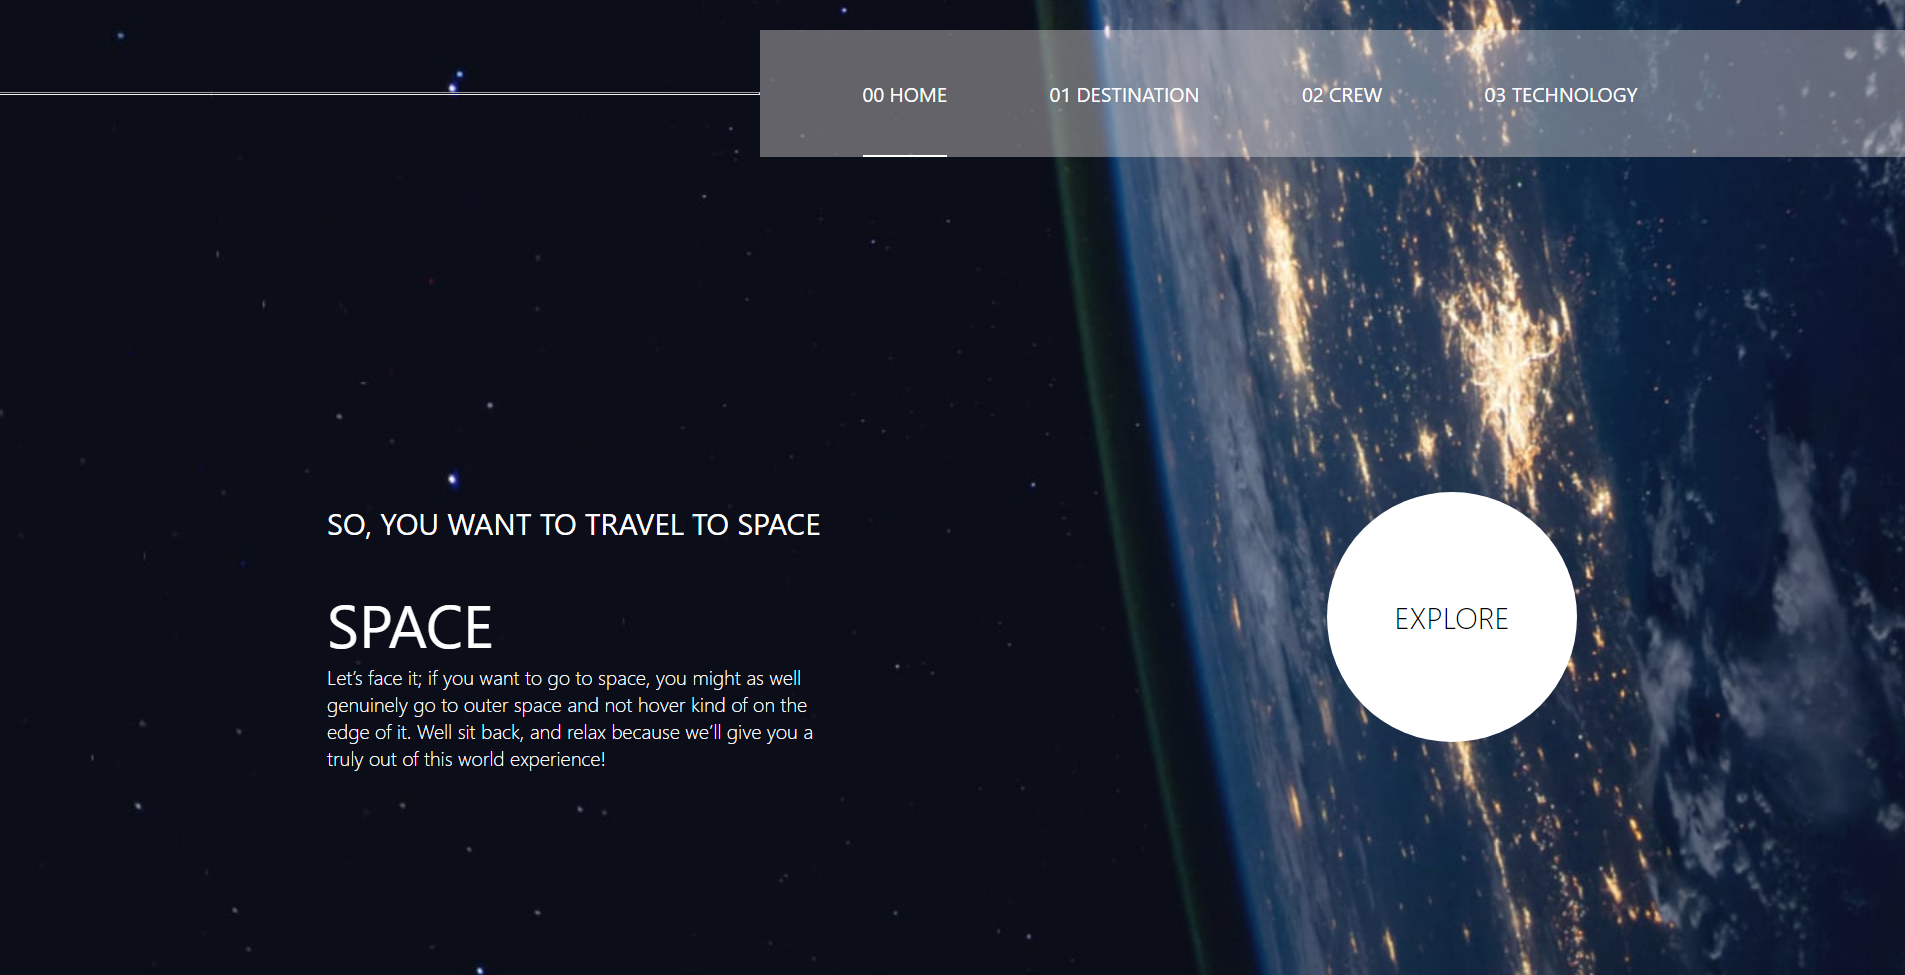 00 HOME 01 DESTINATION 02 CREW 03 TECHNOLOGY
SO, YOU WANT TO TRAVEL TO SPACE
SPACE
Let’s face it; if you want to go to space, you might as well
genuinely go to outer space and not hover kind of on the
edge of it. Well sit back, and relax because we’ll give you a
truly out of this world experience!
EXPLORE